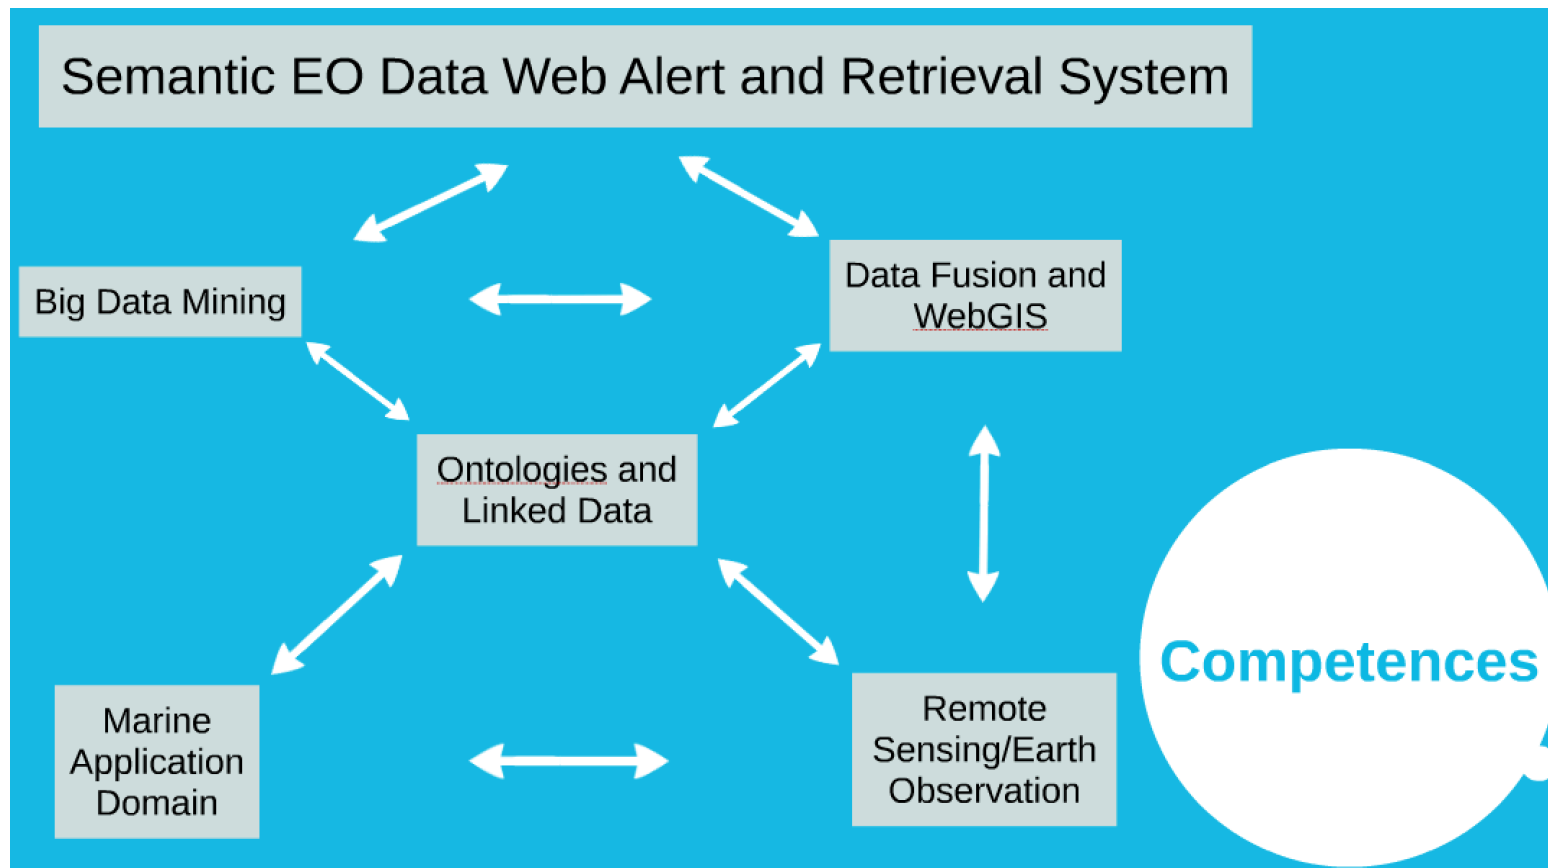 Semantic EO Data Web Alert and Retrieval System
Big Data Mining
Data Fusion and
WebGIS
Ontologies and
Linked Data
Marine
Application
Domain
Remote
Sensing/Earth
Observation
Competences